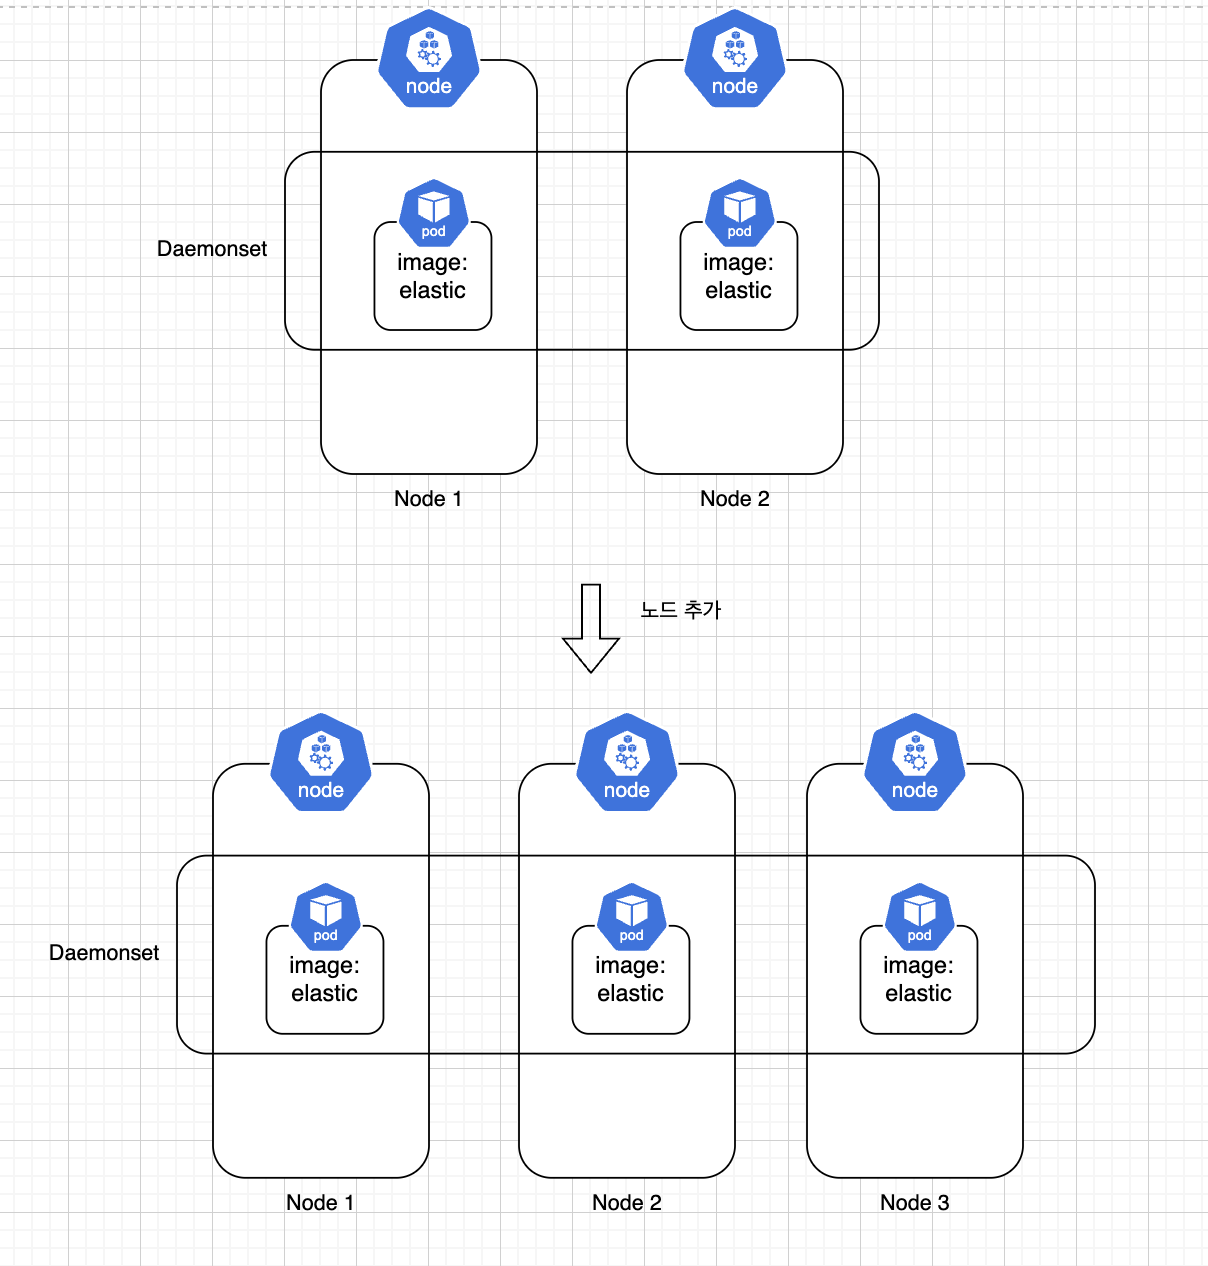 node
node
Daemonset
pod
image:
elastic
pod
image:
elastic
Node 1
Node 2
노드 추가
node
node
node
Daemonset
pod
image:
elastic
pod
image:
elastic
pod
image:
elastic
Node 1
Node 2
Node 3